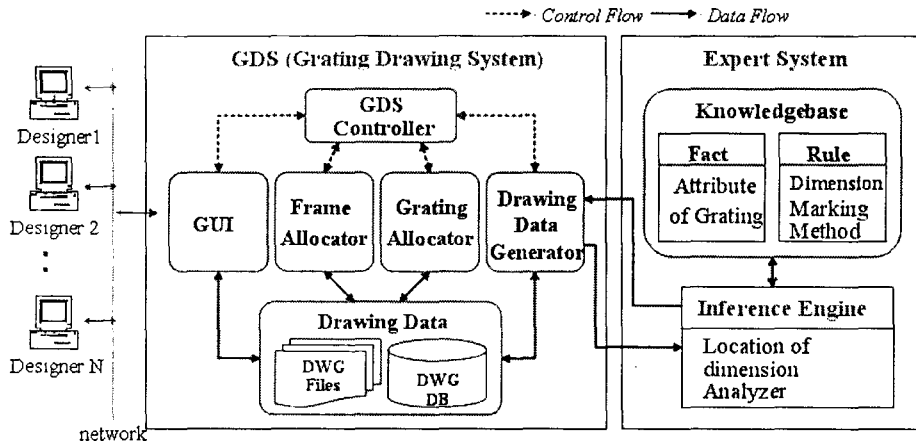 Control Flow
Data Flow
GDS (Grating Drawing System)
Expert System
Designer1
Designer 2
Designer N
network
GDS
Controller
GUI
Frame
Allocator
Grating
Allocator
Drawing
Data
Generator
Drawing Data
DWG
Files
DWG
DB
Knowledgebase
Fact
Attribute
of Grating
Rule
Dimension
Marking
Method
Inference Engine
Location of
dimension
Analyzer